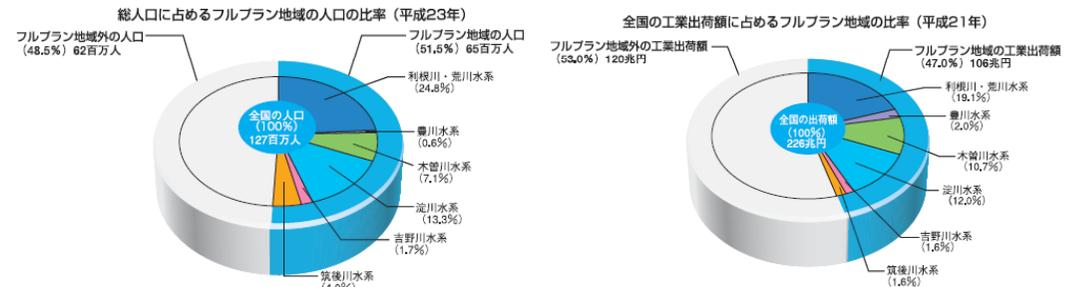 総人口に占めるフルプラン地域の人口の比率（平成23年）
フルプラン地域外の人口
（48.5%）62百万人
フルプラン地域の人口
（51.5%）65百万人
利根川・荒川水系
（24.8%）
全国の人口
（100%）
127百万人
豊川水系
（0.6%）
木曽川水系
（7.1%）
淀川水系
（13.3%）
吉野川水系
（1.7%）
筑後川水系
全国の工業出荷額に占めるフルプラン地域の比率（平成21年）
フルプラン地域外の工業出荷額
（53.0%）120兆円
フルプラン地域の工業出荷額
（47.0%）106兆円
利根川・荒川水系
（19.1%）
全国の出荷額
（100%）
226兆円
豊川水系
（2.0%）
木曽川水系
（10.7%）
淀川水系
（12.0%）
吉野川水系
（1.6%）
筑後川水系
（1.6%）